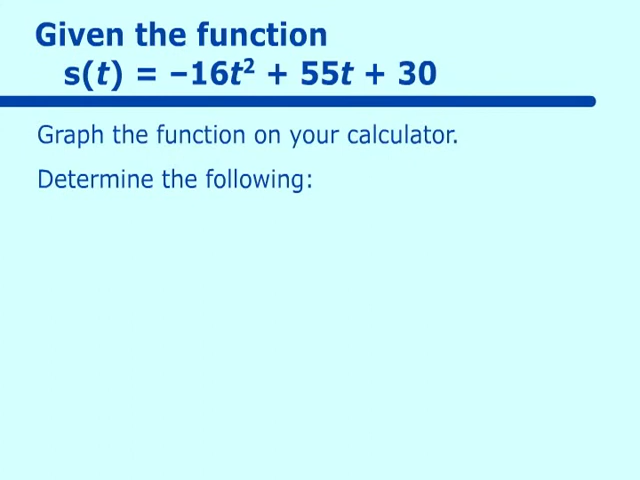 Given the function
s(t) = –16t² + 55t + 30
Graph the function on your calculator.
Determine the following: